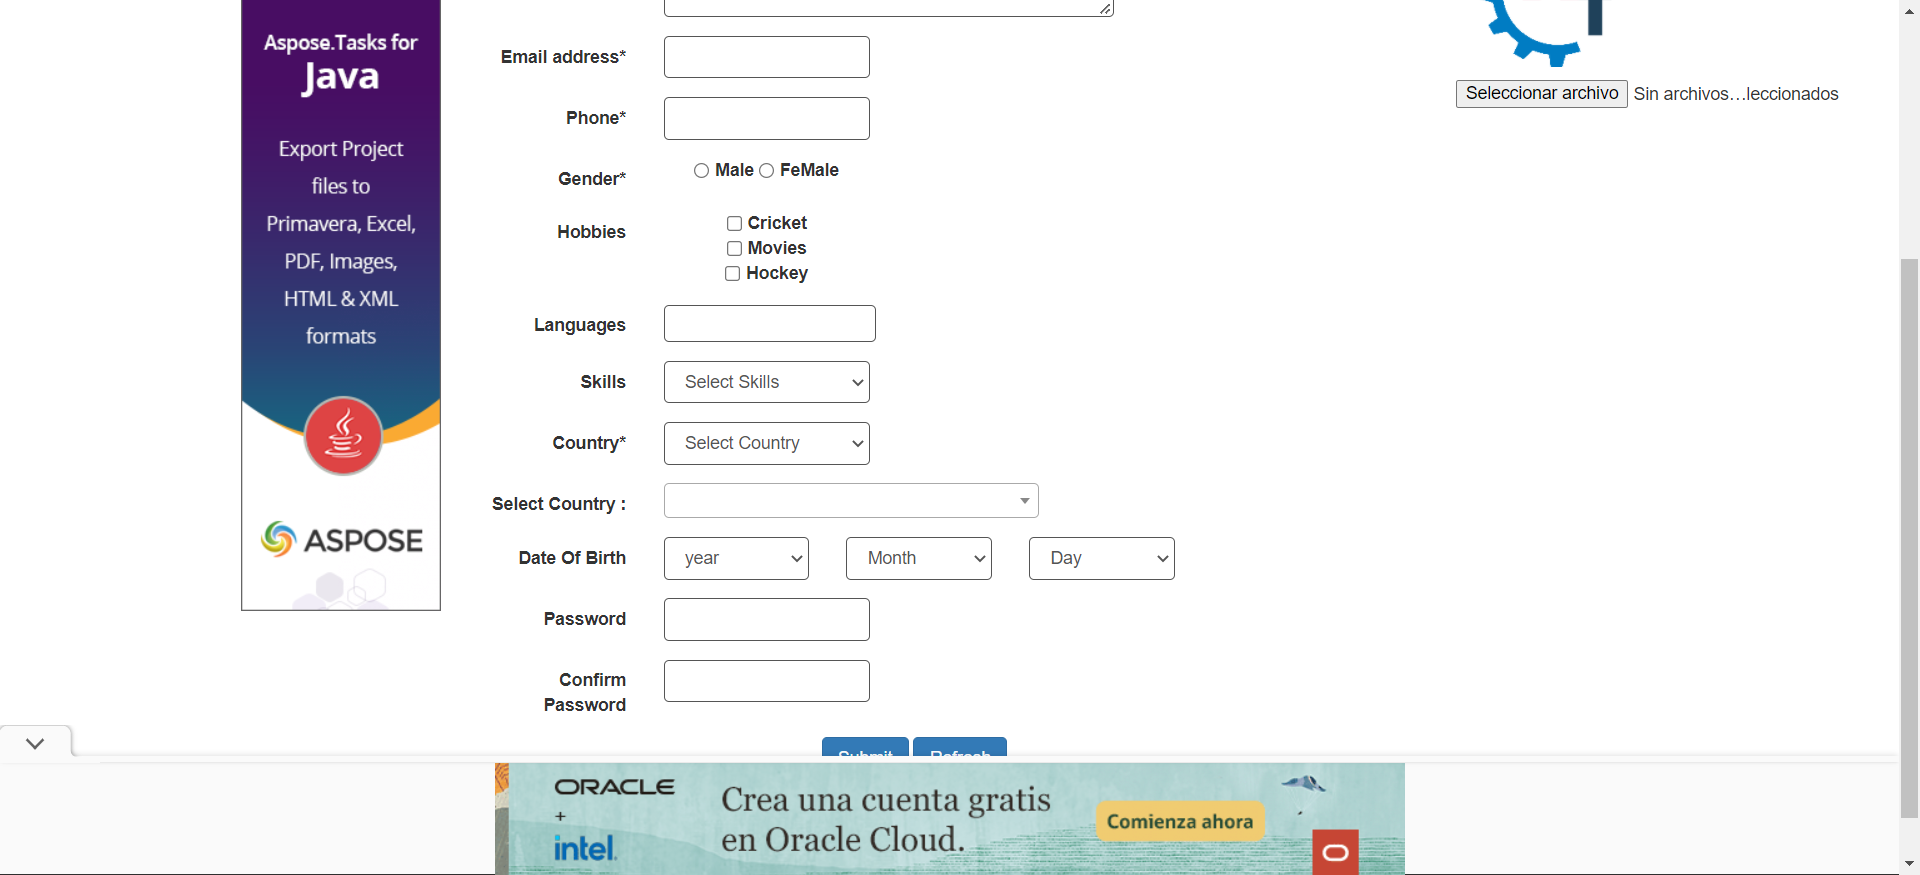 Aspose.Tasks for
Java
Export Project
files to
Primavera, Excel,
PDF, Images,
HTML & XML
formats
ASPOSE
Email address*
Phone*
Gender*
Male FeMale
Hobbies
Cricket
Movies
Hockey
Languages
Skills
Select Skills
Country*
Select Country
Select Country :
Date Of Birth
year Month Day
Password
Confirm
Password
Submit Refresh
Seleccionar archivo Sin archivos…leccionados
ORACLE
+
intel.
Crea una cuenta gratis
en Oracle Cloud.
Comienza ahora